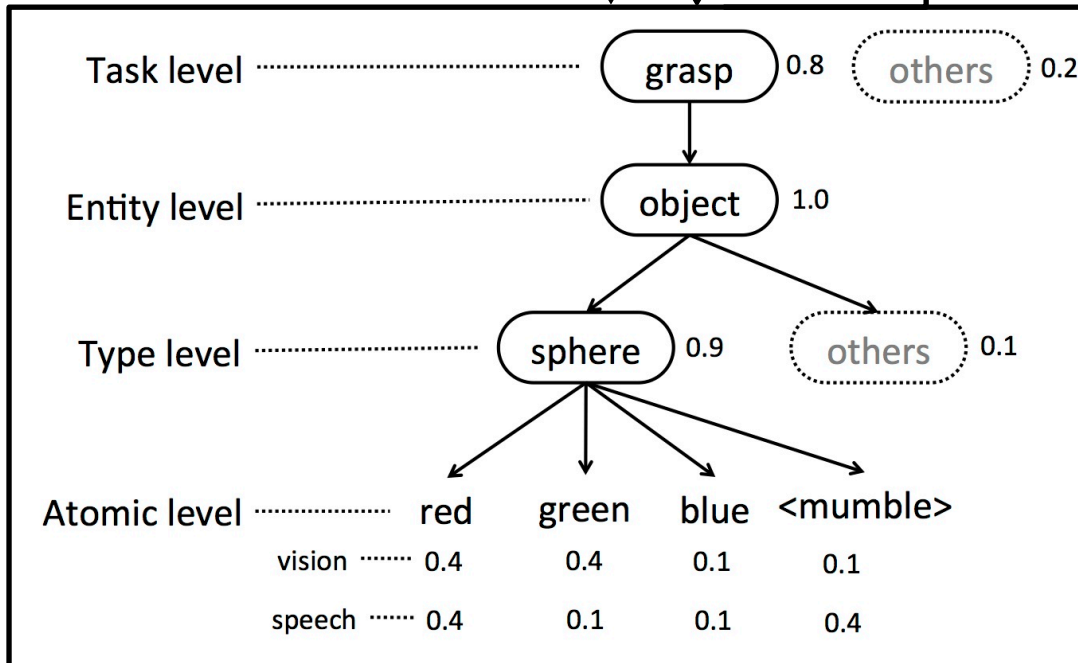 Task level grasp 0.8 others 0.2
Entity level object 1.0
Type level sphere 0.9 others 0.1
Atomic level red green blue <mumble>
vision 0.4 0.4 0.1 0.1
speech 0.4 0.1 0.1 0.4